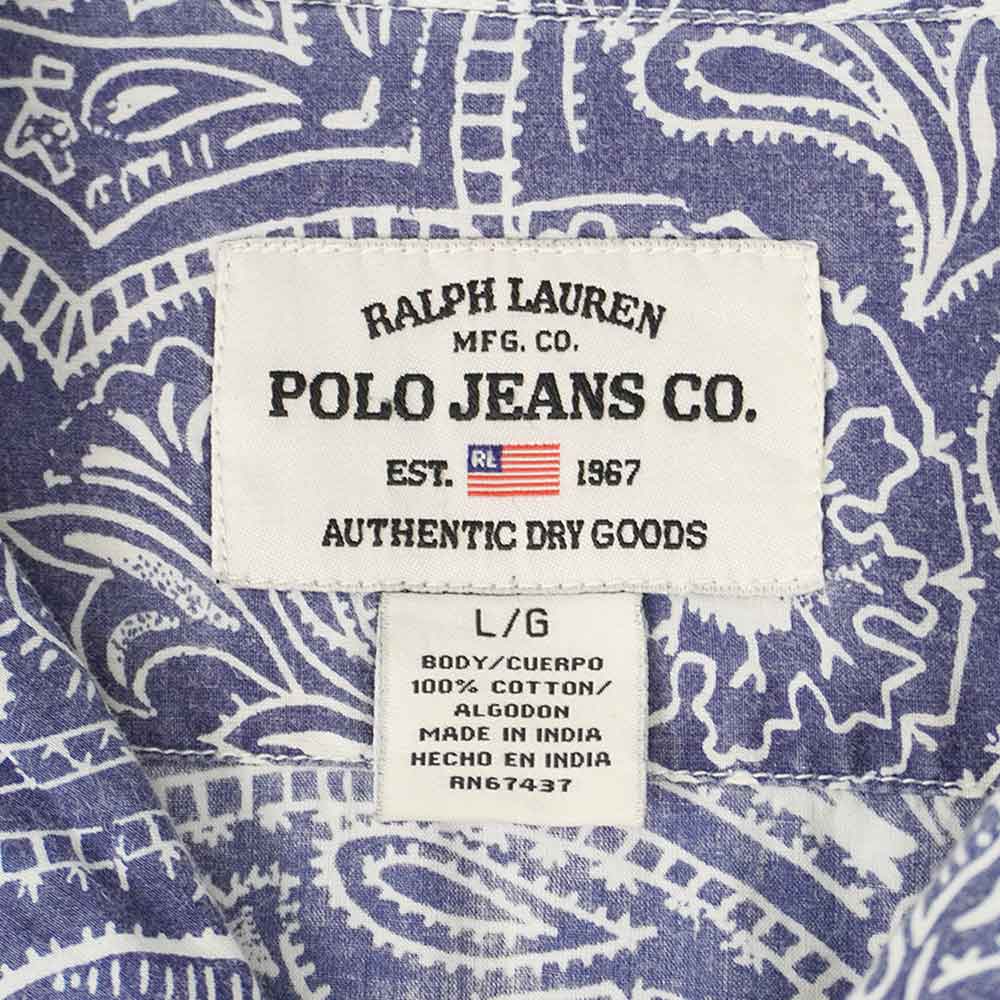 RALPH LAUREN
MFG. CO.
POLO JEANS CO.
EST. RL 1967
AUTHENTIC DRY GOODS
L/G
BODY/CUERPO
100% COTTON/
ALGODON
MADE IN INDIA
HECHO EN INDIA
RN67437